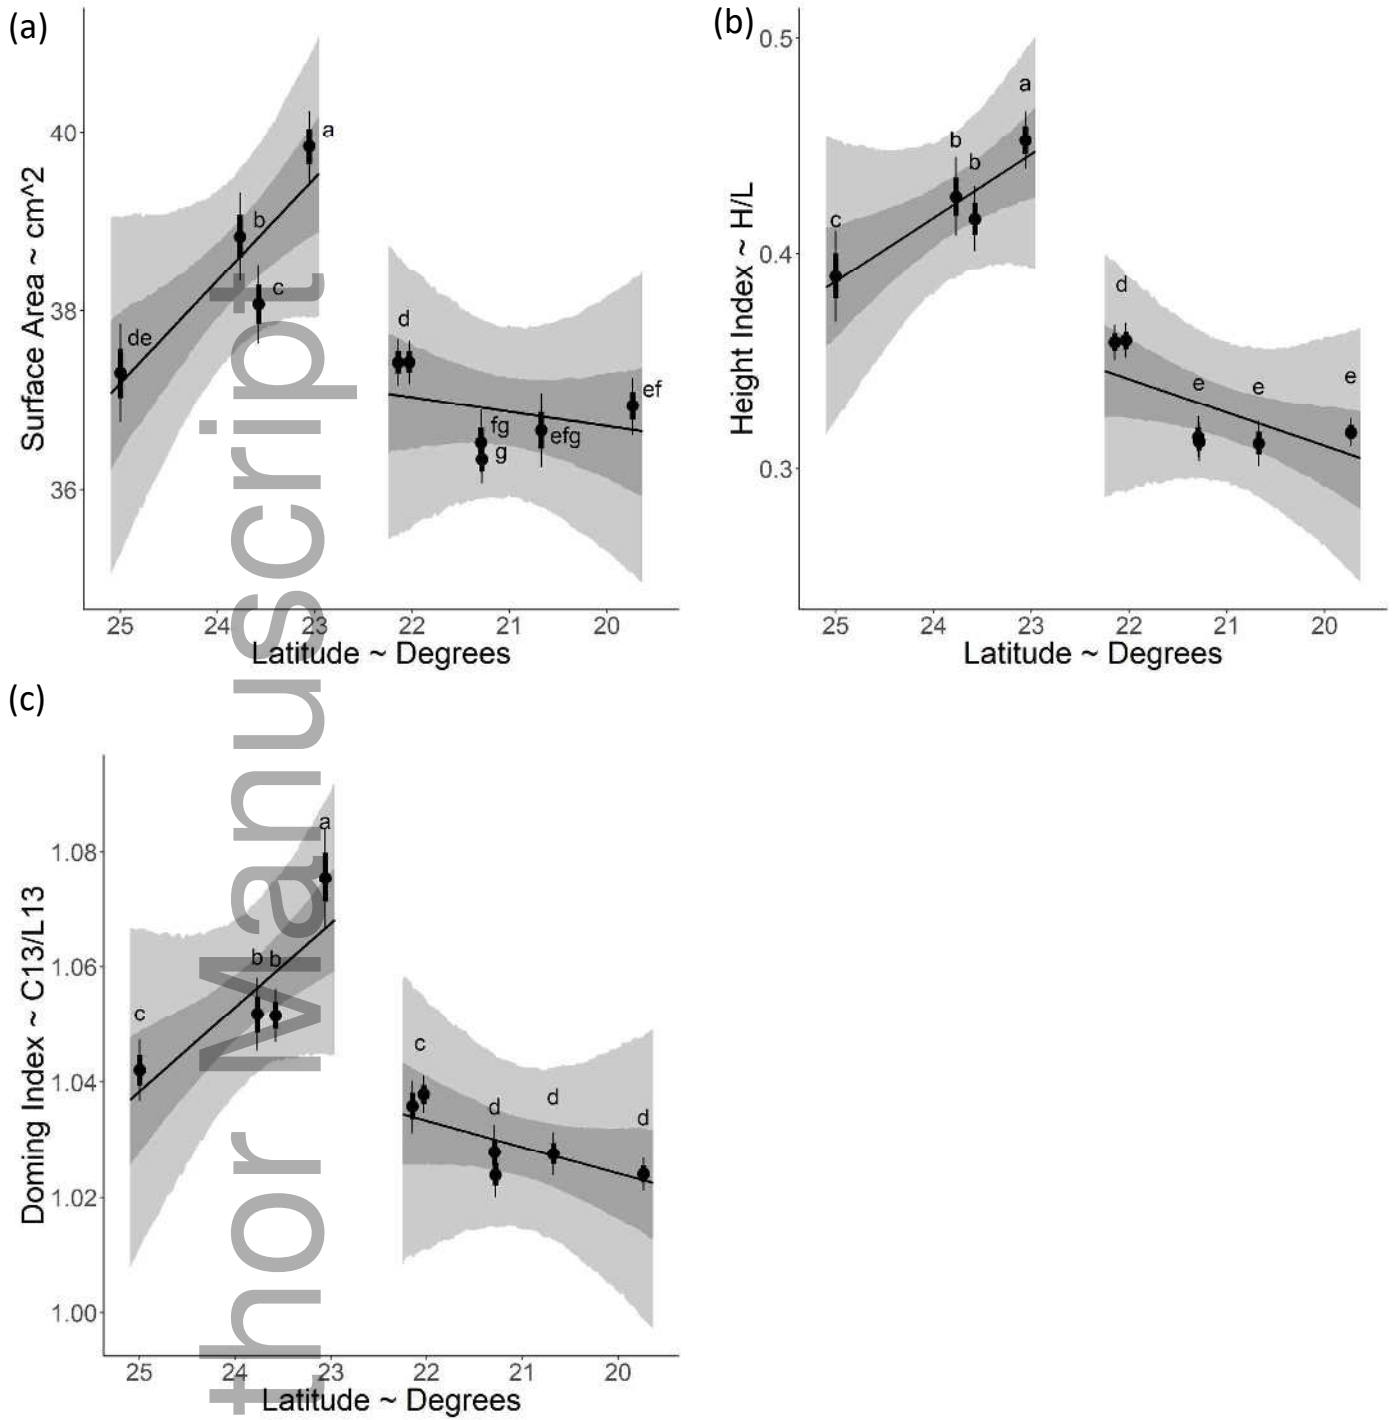 (a)
a
b
c
de
d
fg
g
efg
ef
40
38
36
Surface Area ~ cm^2
25 24 23 22 21 20
Latitude ~ Degrees
(b)
a
b
b
c
d
e
e
e
0.5
0.4
0.3
Height Index ~ H/L
25 24 23 22 21 20
Latitude ~ Degrees
(c)
a
b b
c
c
d
d
d
1.08
1.06
1.04
1.02
1.00
Doming Index ~ C13/L13
25 24 23 22 21 20
Latitude ~ Degrees
thor Manuscript